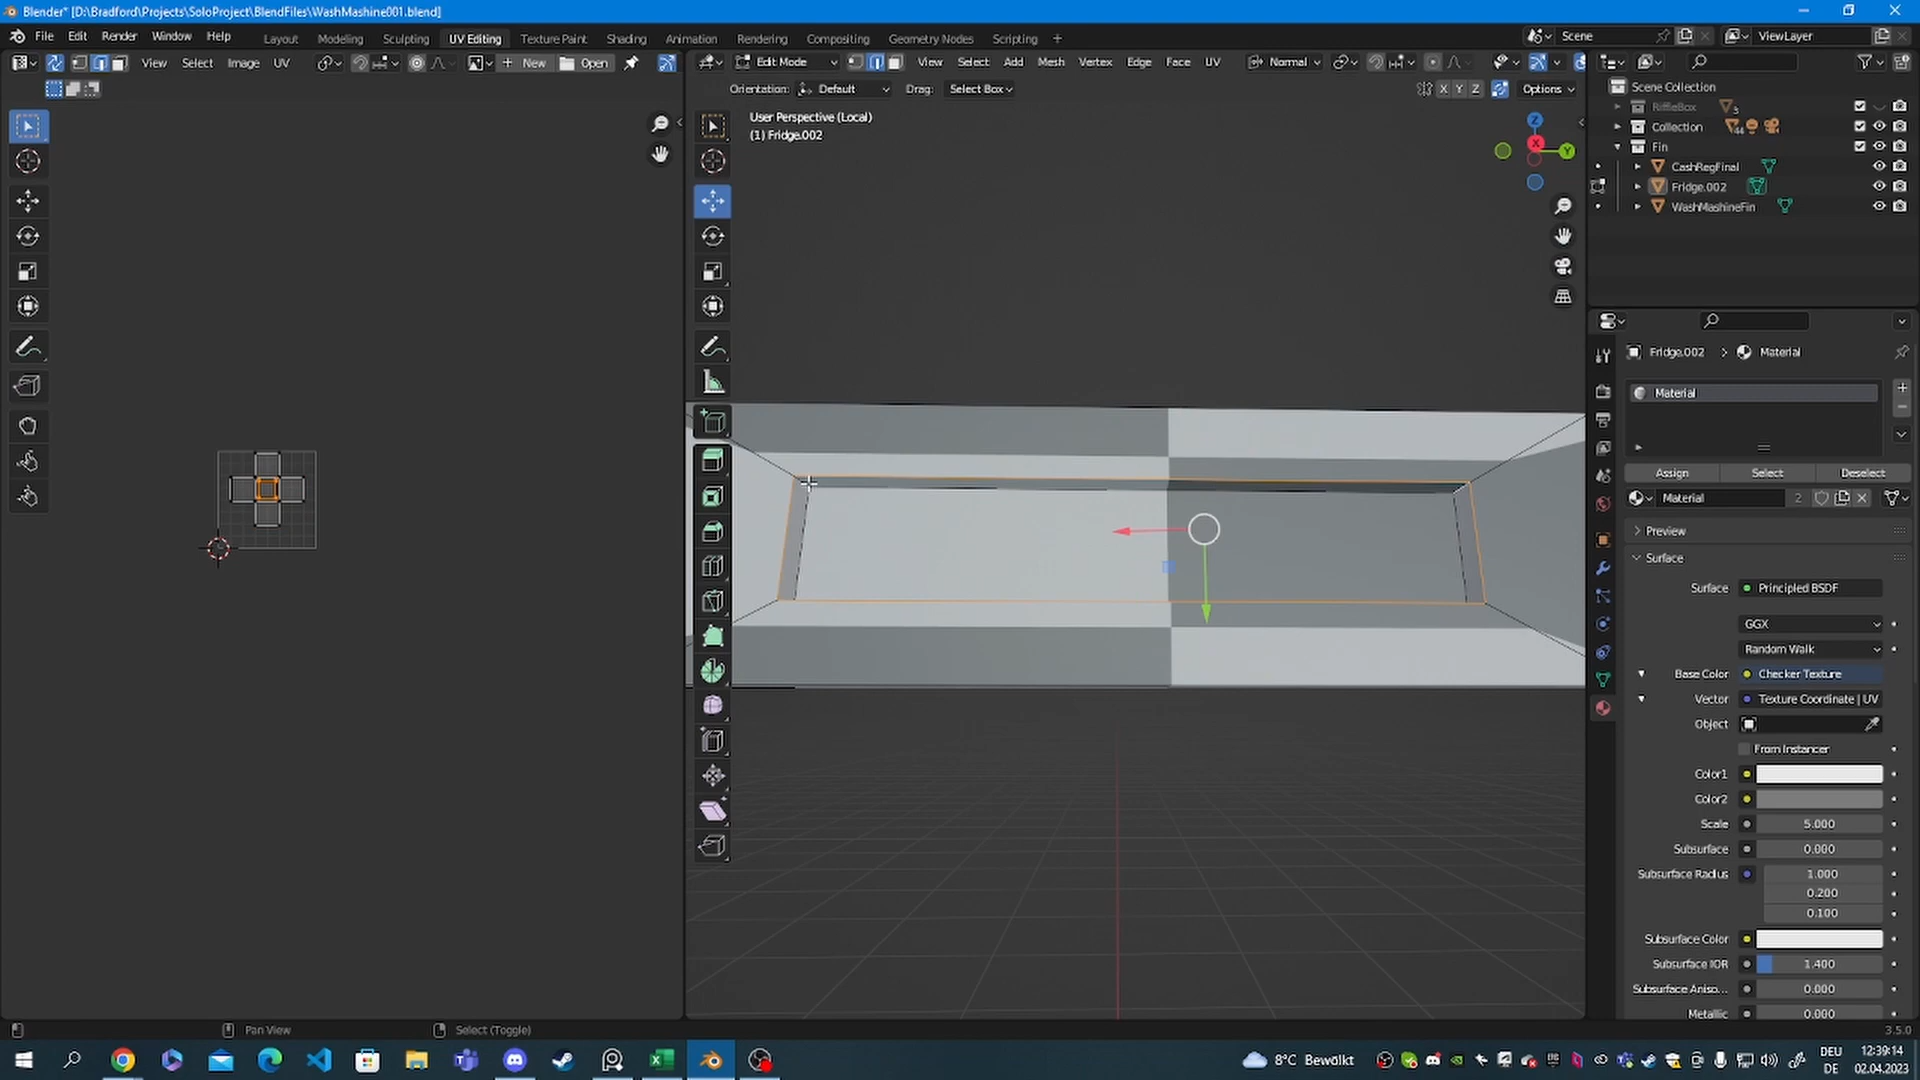 Blender* [D:\Bradford\Projects\SoloProject\BlendFiles\WashMashine001.blend]
File Edit Render Window Help Layout Modeling Sculpting UV Editing Texture Paint Shading Animation Rendering Compositing Geometry Nodes Scripting + Scene ViewLayer
View Select Image UV New Open Edit Mode View Select Add Mesh Vertex Edge Face UV Normal
Orientation: Default Drag: Select Box X Y Z Options
User Perspective (Local)
(1) Fridge.002
Z
X
Y
Scene Collection
RiffleBox 3
Collection 44
Fin
CashRegFinal
Fridge.002
WashMashineFin
Fridge.002 Material
Material
Assign Select Deselect
Material 2
Preview
Surface
Surface Principled BSDF
GGX
Random Walk
Base Color Checker Texture
Vector Texture Coordinate | UV
Object
From Instancer
Color1
Color2
Scale 5.000
Subsurface 0.000
Subsurface Radius 1.000
0.200
0.100
Subsurface Color
Subsurface IOR 1.400
Subsurface Aniso... 0.000
Metallic 0.000
Pan View Select (Toggle) 3.5.0
8°C Bewölkt
DEU
DE
12:39:14
02.04.2023